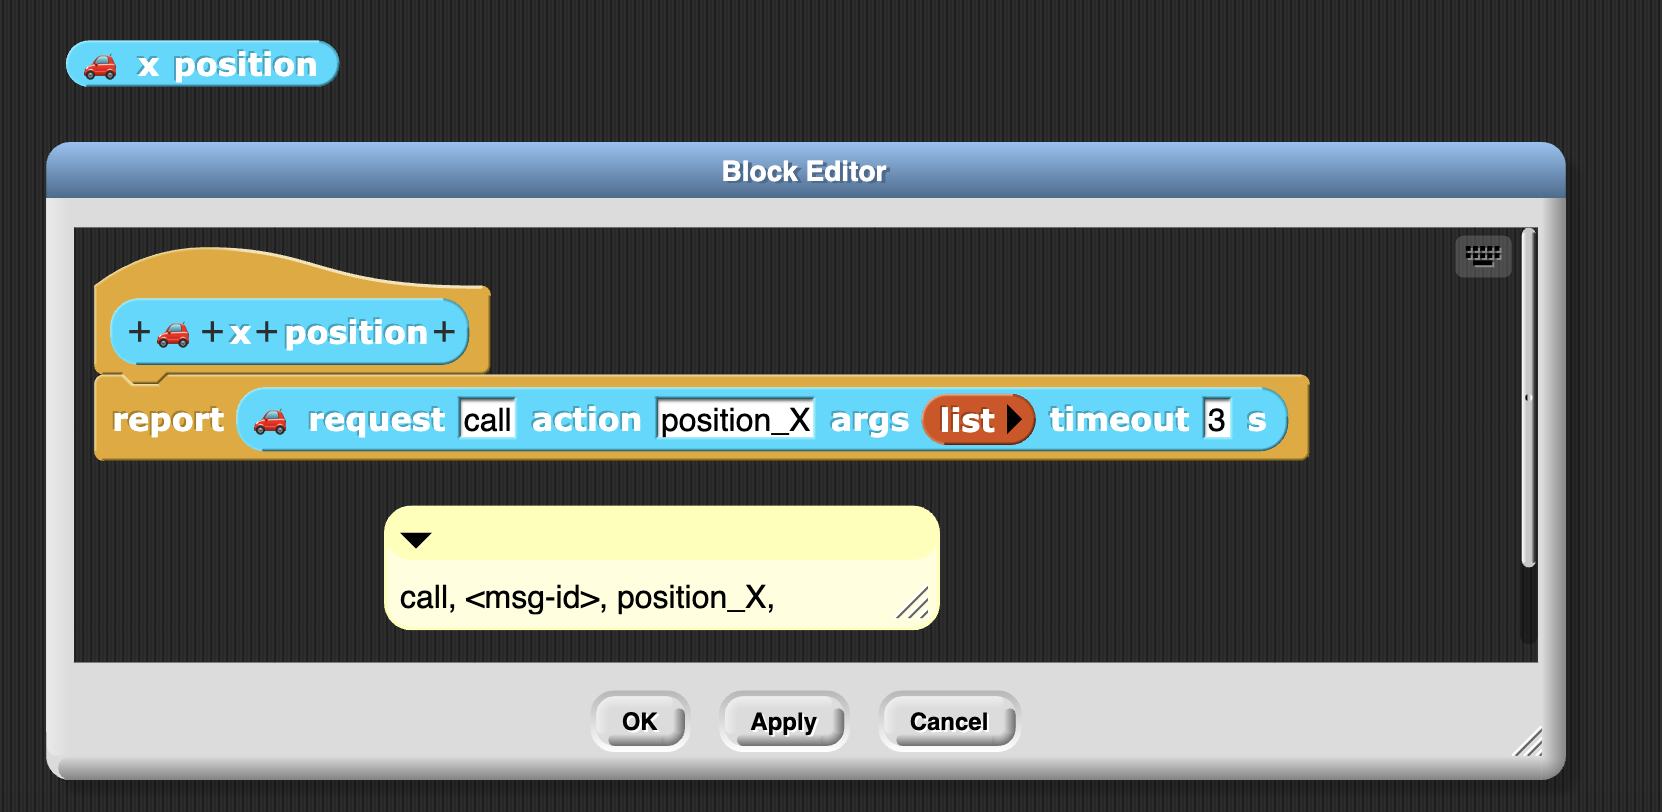 x position
Block Editor
+ + x + position +
report request call action position_X args list timeout 3 s
call, <msg-id>, position_X,
OK Apply Cancel